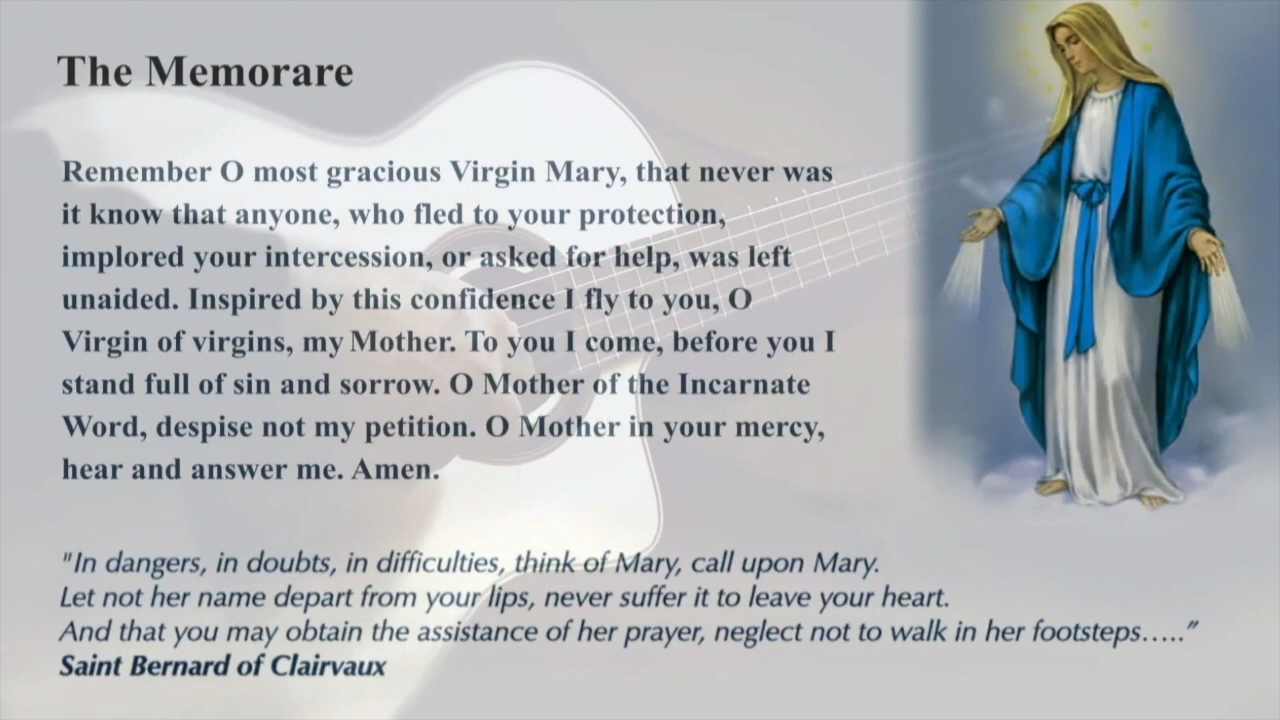 The Memorare
Remember O most gracious Virgin Mary, that never was
it know that anyone, who fled to your protection,
implored your intercession, or asked for help, was left
unaided. Inspired by this confidence I fly to you, O
Virgin of virgins, my Mother. To you I come, before you I
stand full of sin and sorrow. O Mother of the Incarnate
Word, despise not my petition. O Mother in your mercy,
hear and answer me. Amen.
"In dangers, in doubts, in difficulties, think of Mary, call upon Mary.
Let not her name depart from your lips, never suffer it to leave your heart.
And that you may obtain the assistance of her prayer, neglect not to walk in her footsteps….."
Saint Bernard of Clairvaux